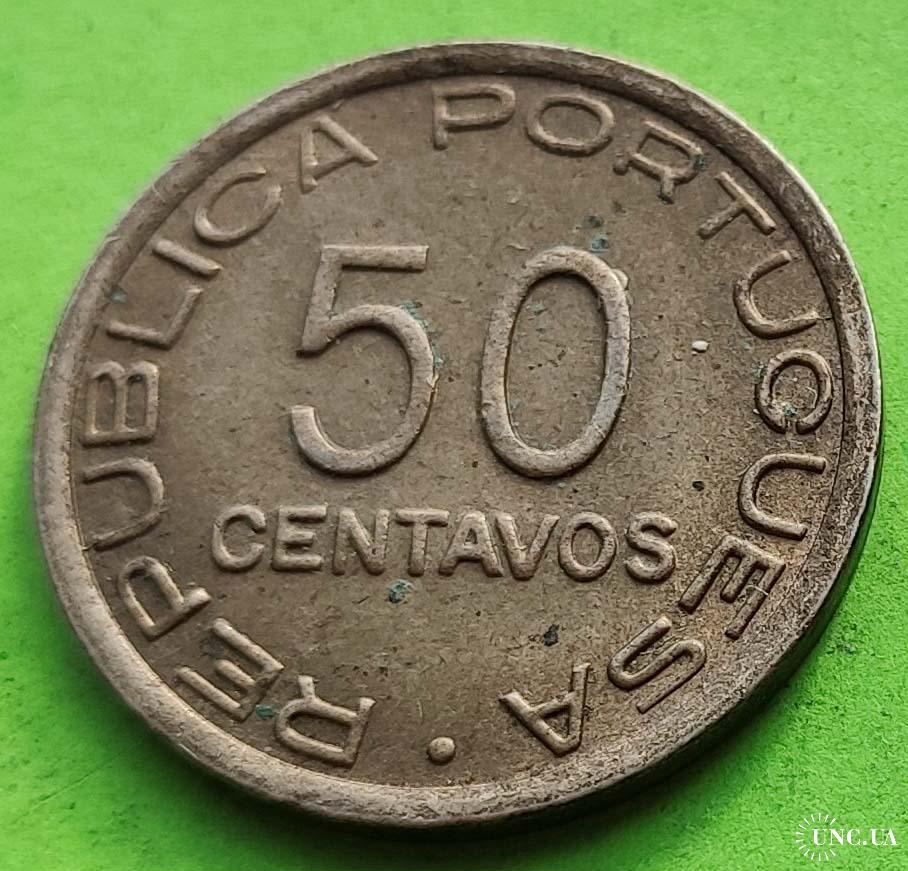 REPUBLICA PORTUGUESA ·
50
CENTAVOS
UNC.UA